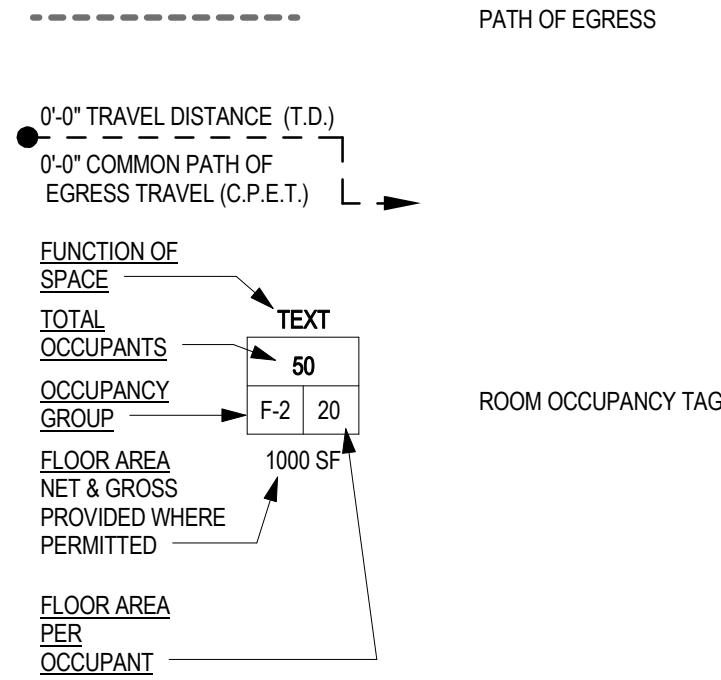 PATH OF EGRESS
0'-0" TRAVEL DISTANCE (T.D.)
0'-0" COMMON PATH OF
EGRESS TRAVEL (C.P.E.T.)
FUNCTION OF
SPACE
TEXT
TOTAL
OCCUPANTS
50
OCCUPANCY
GROUP
F-2 20
ROOM OCCUPANCY TAG
FLOOR AREA
NET & GROSS
PROVIDED WHERE
PERMITTED
1000 SF
FLOOR AREA
PER
OCCUPANT